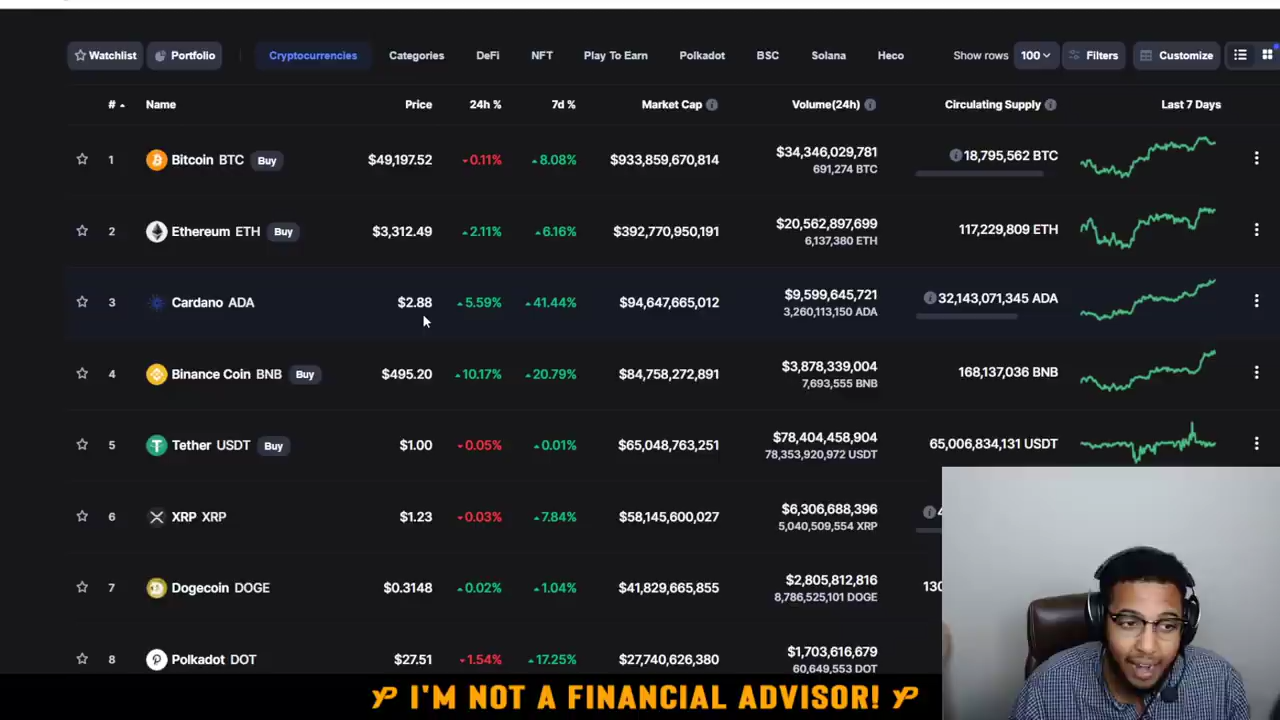 Watchlist Portfolio Cryptocurrencies Categories DeFi NFT Play To Earn Polkadot BSC Solana Heco Show rows 100 Filters Customize
# Name Price 24h % 7d % Market Cap Volume(24h) Circulating Supply Last 7 Days
1 Bitcoin BTC Buy $49,197.52 0.11% 8.08% $933,859,670,814 $34,346,029,781 18,795,562 BTC
691,274 BTC
2 Ethereum ETH Buy $3,312.49 2.11% 6.16% $392,770,950,191 $20,562,897,699 117,229,809 ETH
6,137,380 ETH
3 Cardano ADA $2.88 5.59% 41.44% $94,647,665,012 $9,599,645,721 32,143,071,345 ADA
3,260,113,150 ADA
4 Binance Coin BNB Buy $495.20 10.17% 20.79% $84,758,272,891 $3,878,339,004 168,137,036 BNB
7,693,555 BNB
5 Tether USDT Buy $1.00 0.05% 0.01% $65,048,763,251 $78,404,458,904 65,006,834,131 USDT
78,353,920,972 USDT
6 XRP XRP $1.23 0.03% 7.84% $58,145,600,027 $6,306,688,396
5,040,509,554 XRP
7 Dogecoin DOGE $0.3148 0.02% 1.04% $41,829,665,855 $2,805,812,816 130
8,786,525,101 DOGE
8 Polkadot DOT $27.51 1.54% 17.25% $27,740,626,380 $1,703,616,679
60,649,553 DOT
I'M NOT A FINANCIAL ADVISOR!